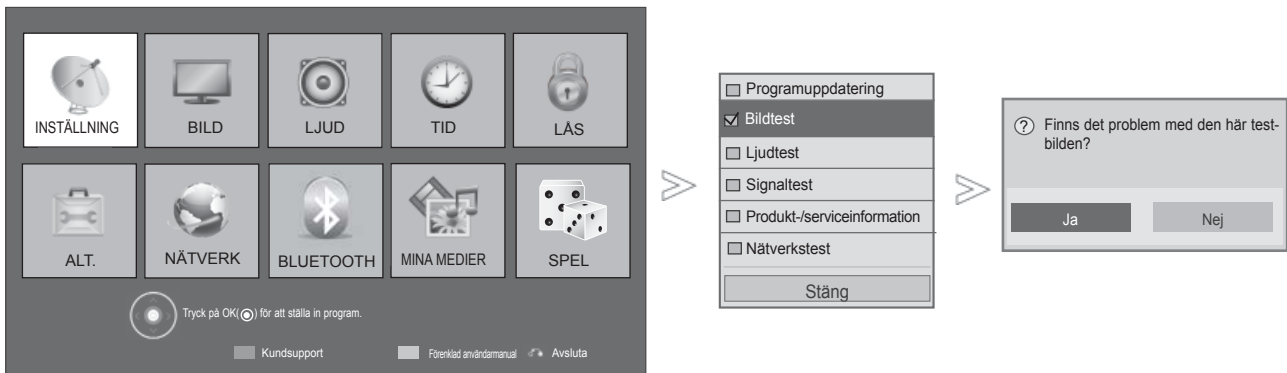 INSTÄLLNING
BILD
LJUD
TID
LÅS
ALT.
NÄTVERK
BLUETOOTH
MINA MEDIER
SPEL
Tryck på OK(◉) för att ställa in program.
Kundsupport
Förenklad användarmanual
Avsluta
Programuppdatering
Bildtest
Ljudtest
Signaltest
Produkt-/serviceinformation
Nätverkstest
Stäng
? Finns det problem med den här test-
bilden?
Ja
Nej